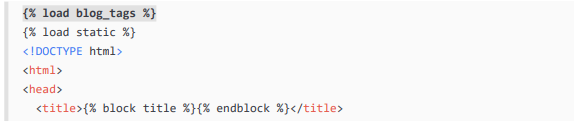 {% load blog_tags %}
{% load static %}
<!DOCTYPE html>
<html>
<head>
<title>{% block title %}{% endblock %}</title>